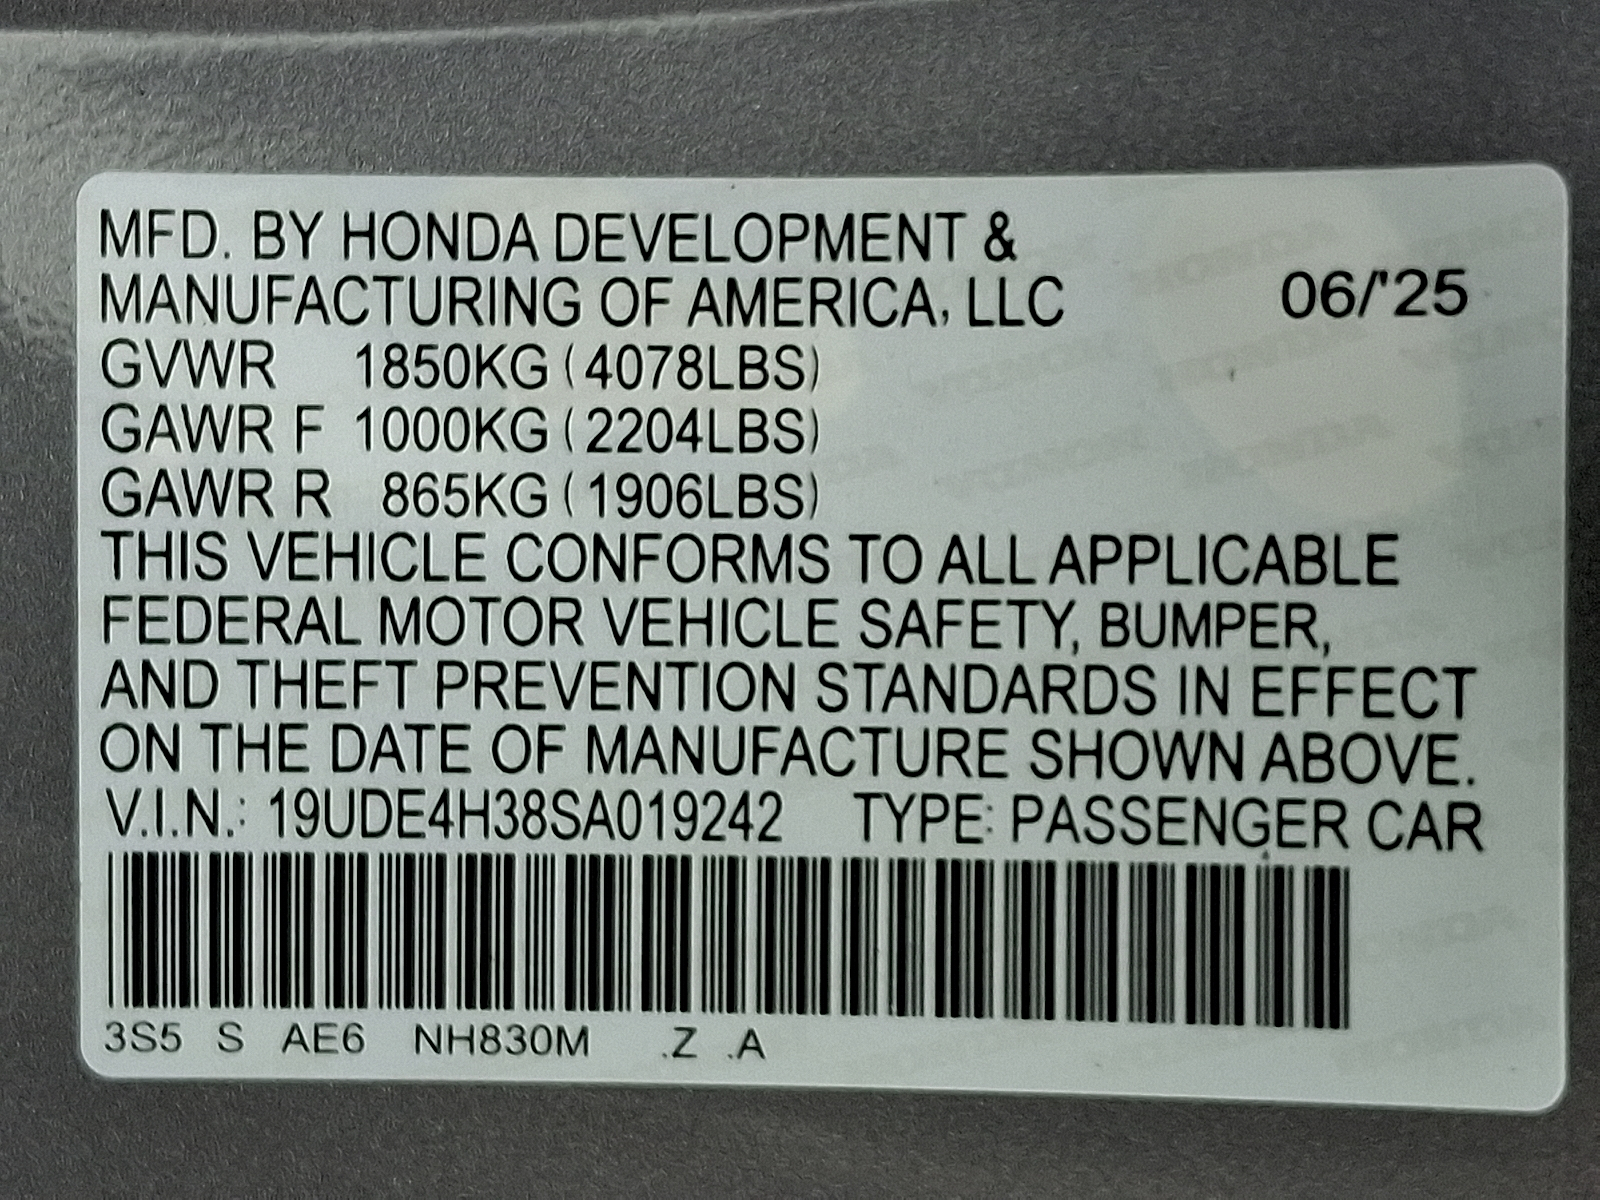 MFD. BY HONDA DEVELOPMENT &
MANUFACTURING OF AMERICA, LLC 06/'25
GVWR 1850KG (4078LBS)
GAWR F 1000KG (2204LBS)
GAWR R 865KG (1906LBS)
THIS VEHICLE CONFORMS TO ALL APPLICABLE
FEDERAL MOTOR VEHICLE SAFETY, BUMPER,
AND THEFT PREVENTION STANDARDS IN EFFECT
ON THE DATE OF MANUFACTURE SHOWN ABOVE.
V.I.N.: 19UDE4H38SA019242 TYPE: PASSENGER CAR
3S5 S AE6 NH830M .Z .A